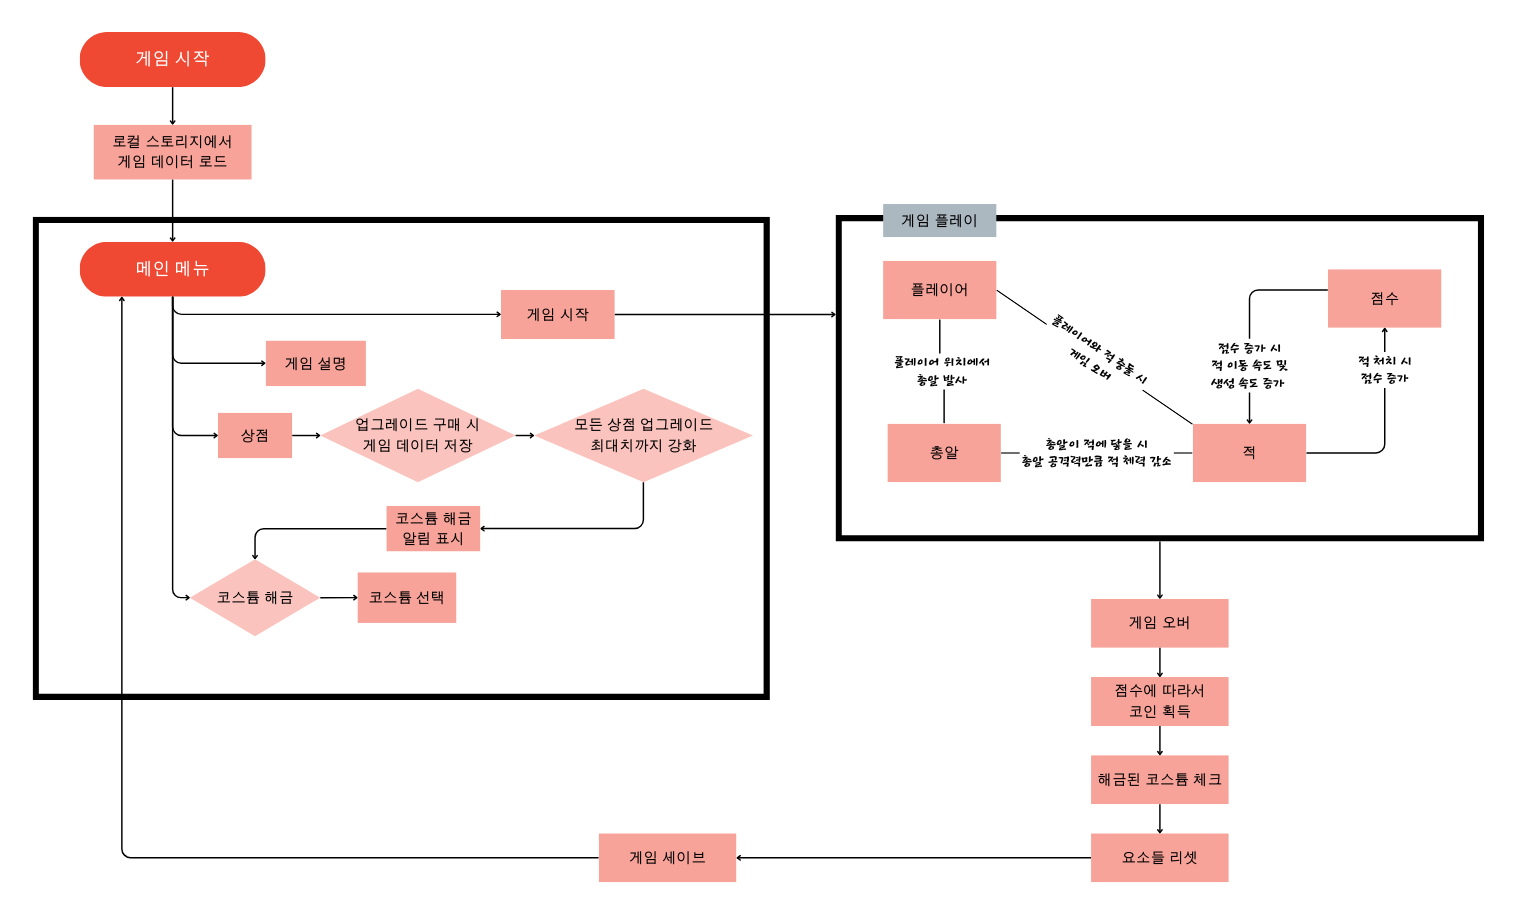 게임 시작
로컬 스토리지에서
게임 데이터 로드
메인 메뉴
게임 시작
게임 설명
상점
업그레이드 구매 시
게임 데이터 저장
모든 상점 업그레이드
최대치까지 강화
코스튬 해금
알림 표시
코스튬 해금
코스튬 선택
게임 플레이
플레이어
점수
플레이어와 적 충돌 시
게임 오버
플레이어 위치에서
총알 발사
점수 증가 시
적 이동 속도 및
생성 속도 증가
적 처치 시
점수 증가
총알
총알이 적에 닿을 시
총알 공격력만큼 적 체력 감소
적
게임 오버
점수에 따라서
코인 획득
해금된 코스튬 체크
요소들 리셋
게임 세이브